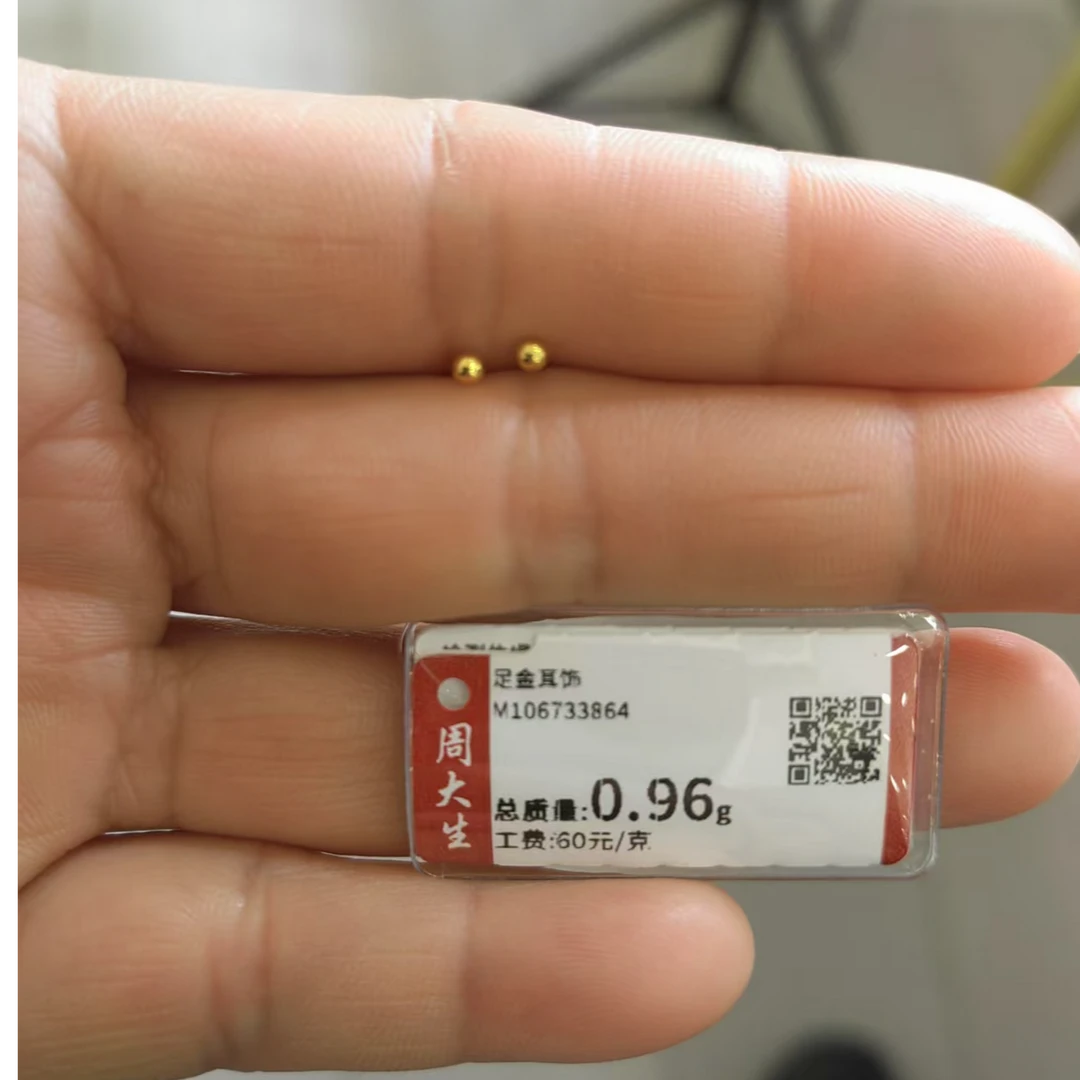 周大生
足金耳饰
M106733864
总质量:0.96g
工费:60元/克